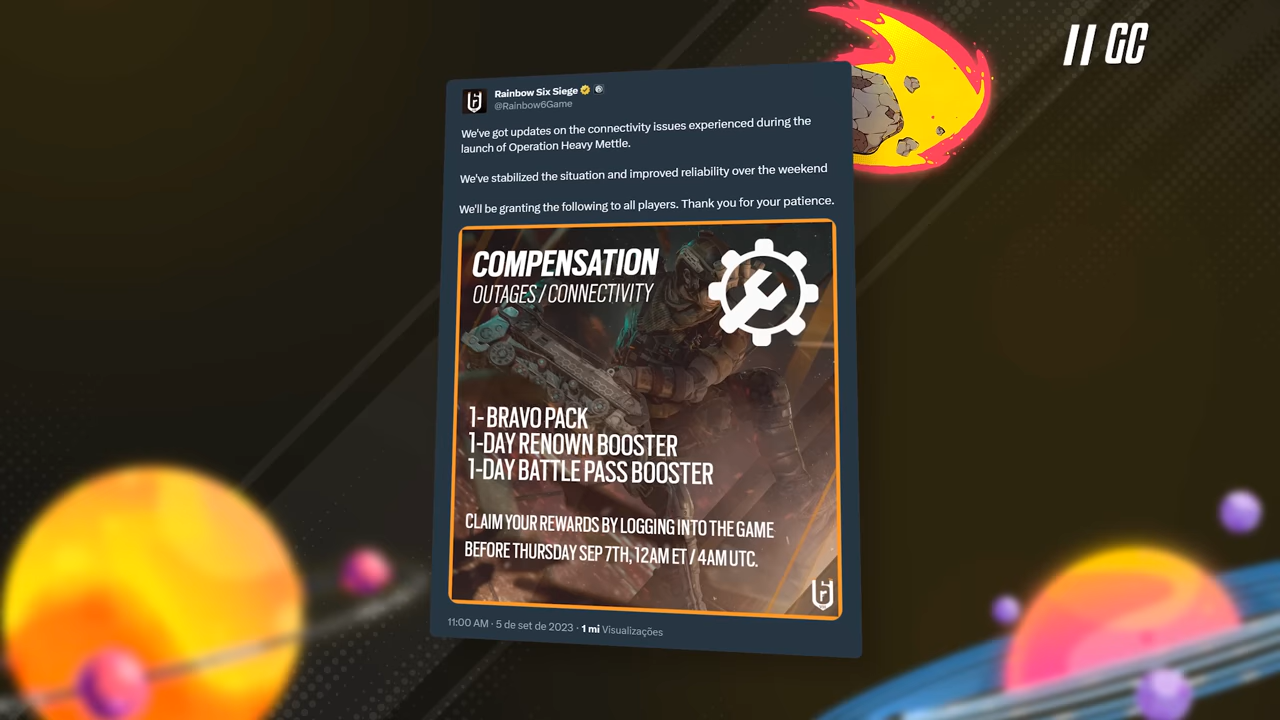 GC
Rainbow Six Siege
@Rainbow6Game
We've got updates on the connectivity issues experienced during the
launch of Operation Heavy Mettle.
We've stabilized the situation and improved reliability over the weekend
We'll be granting the following to all players. Thank you for your patience.
COMPENSATION
OUTAGES / CONNECTIVITY
1- BRAVO PACK
1-DAY RENOWN BOOSTER
1-DAY BATTLE PASS BOOSTER
CLAIM YOUR REWARDS BY LOGGING INTO THE GAME
BEFORE THURSDAY SEP 7TH, 12AM ET / 4AM UTC.
11:00 AM · 5 de set de 2023 · 1 mi Visualizações